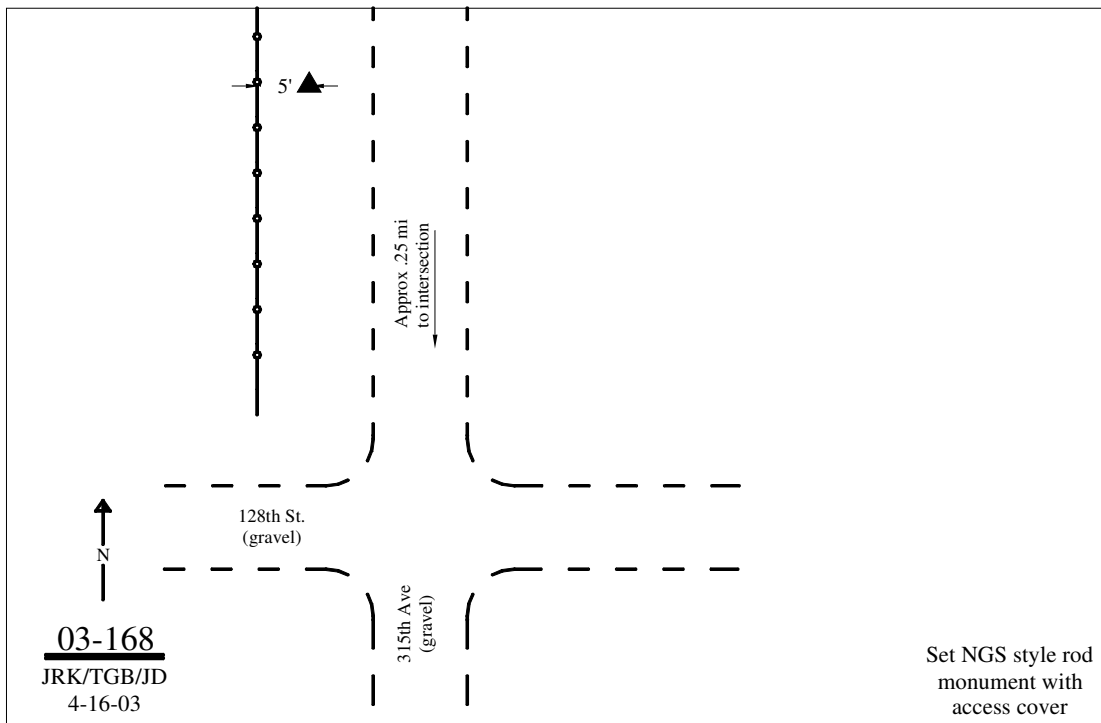 5'
Approx .25 mi
to intersection
128th St.
(gravel)
N
315th Ave
(gravel)
03-168
JRK/TGB/JD
4-16-03
Set NGS style rod
monument with
access cover